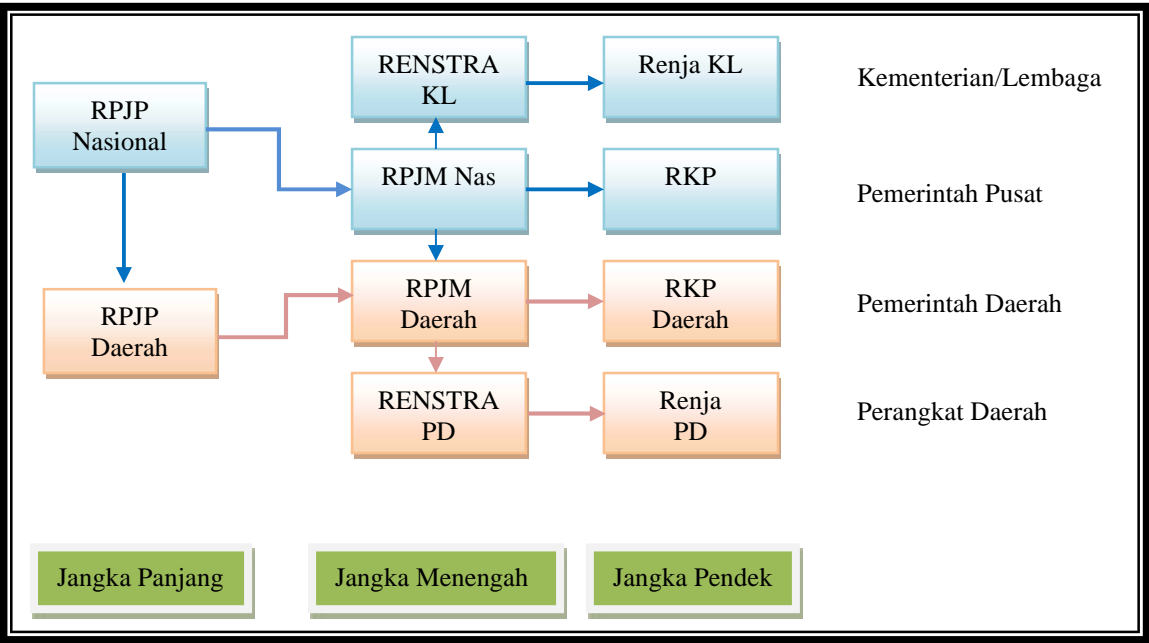 RENSTRA
KL
Renja KL
Kementerian/Lembaga
RPJP
Nasional
RPJM Nas
RKP
Pemerintah Pusat
RPJP
Daerah
RPJM
Daerah
RKP
Daerah
Pemerintah Daerah
RENSTRA
PD
Renja
PD
Perangkat Daerah
Jangka Panjang
Jangka Menengah
Jangka Pendek